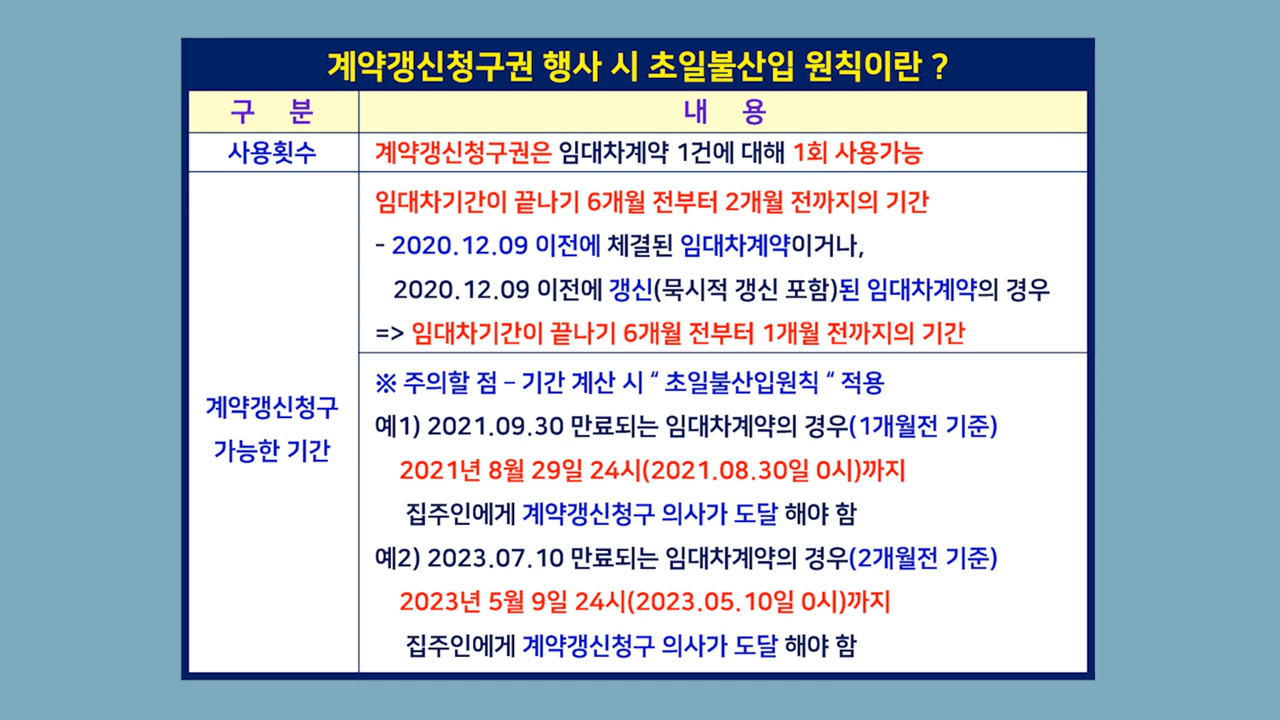 계약갱신청구권 행사 시 초일불산입 원칙이란 ?
구 분
내 용
사용횟수
계약갱신청구권은 임대차계약 1건에 대해 1회 사용가능
계약갱신청구
가능한 기간
임대차기간이 끝나기 6개월 전부터 2개월 전까지의 기간
- 2020.12.09 이전에 체결된 임대차계약이거나,
2020.12.09 이전에 갱신(묵시적 갱신 포함)된 임대차계약의 경우
=> 임대차기간이 끝나기 6개월 전부터 1개월 전까지의 기간
※ 주의할 점 – 기간 계산 시 “ 초일불산입원칙 “ 적용
예1) 2021.09.30 만료되는 임대차계약의 경우(1개월전 기준)
2021년 8월 29일 24시(2021.08.30일 0시)까지
집주인에게 계약갱신청구 의사가 도달 해야 함
예2) 2023.07.10 만료되는 임대차계약의 경우(2개월전 기준)
2023년 5월 9일 24시(2023.05.10일 0시)까지
집주인에게 계약갱신청구 의사가 도달 해야 함